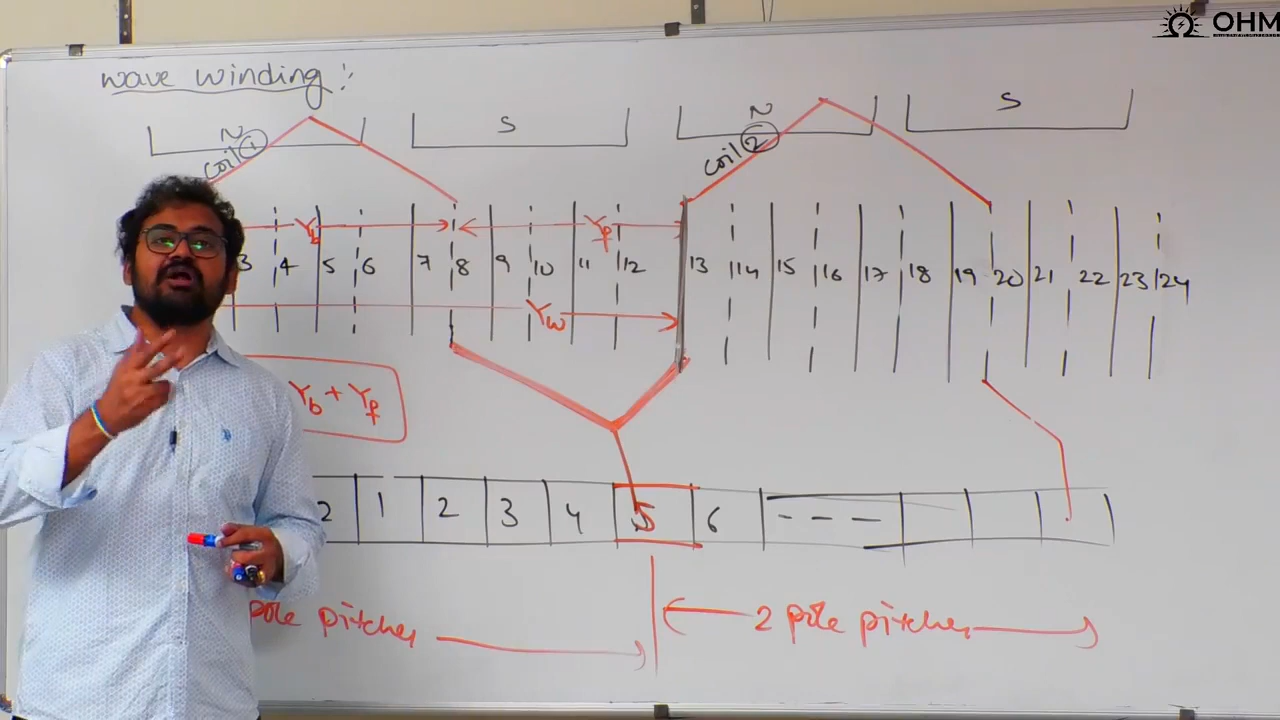 OHM
wave winding:
N S N S
coil 1 coil 2
Yb Yf
3 4 5 6 7 8 9 10 11 12 13 14 15 16 17 18 19 20 21 22 23 24
Yw
Yb + Yf
2 1 2 3 4 5 6 - - -
pole pitches 2 pole pitches